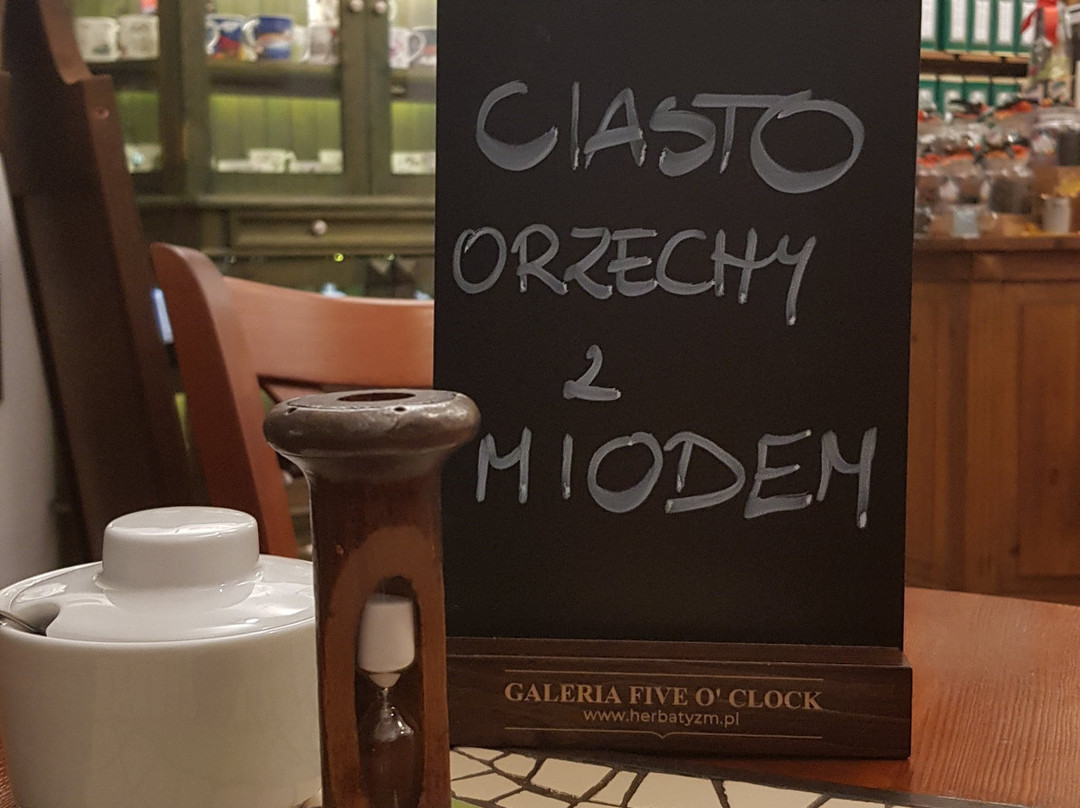 CIASTO
ORZECHY
Z
MIODEM
GALERIA FIVE O' CLOCK
www.herbatyzm.pl